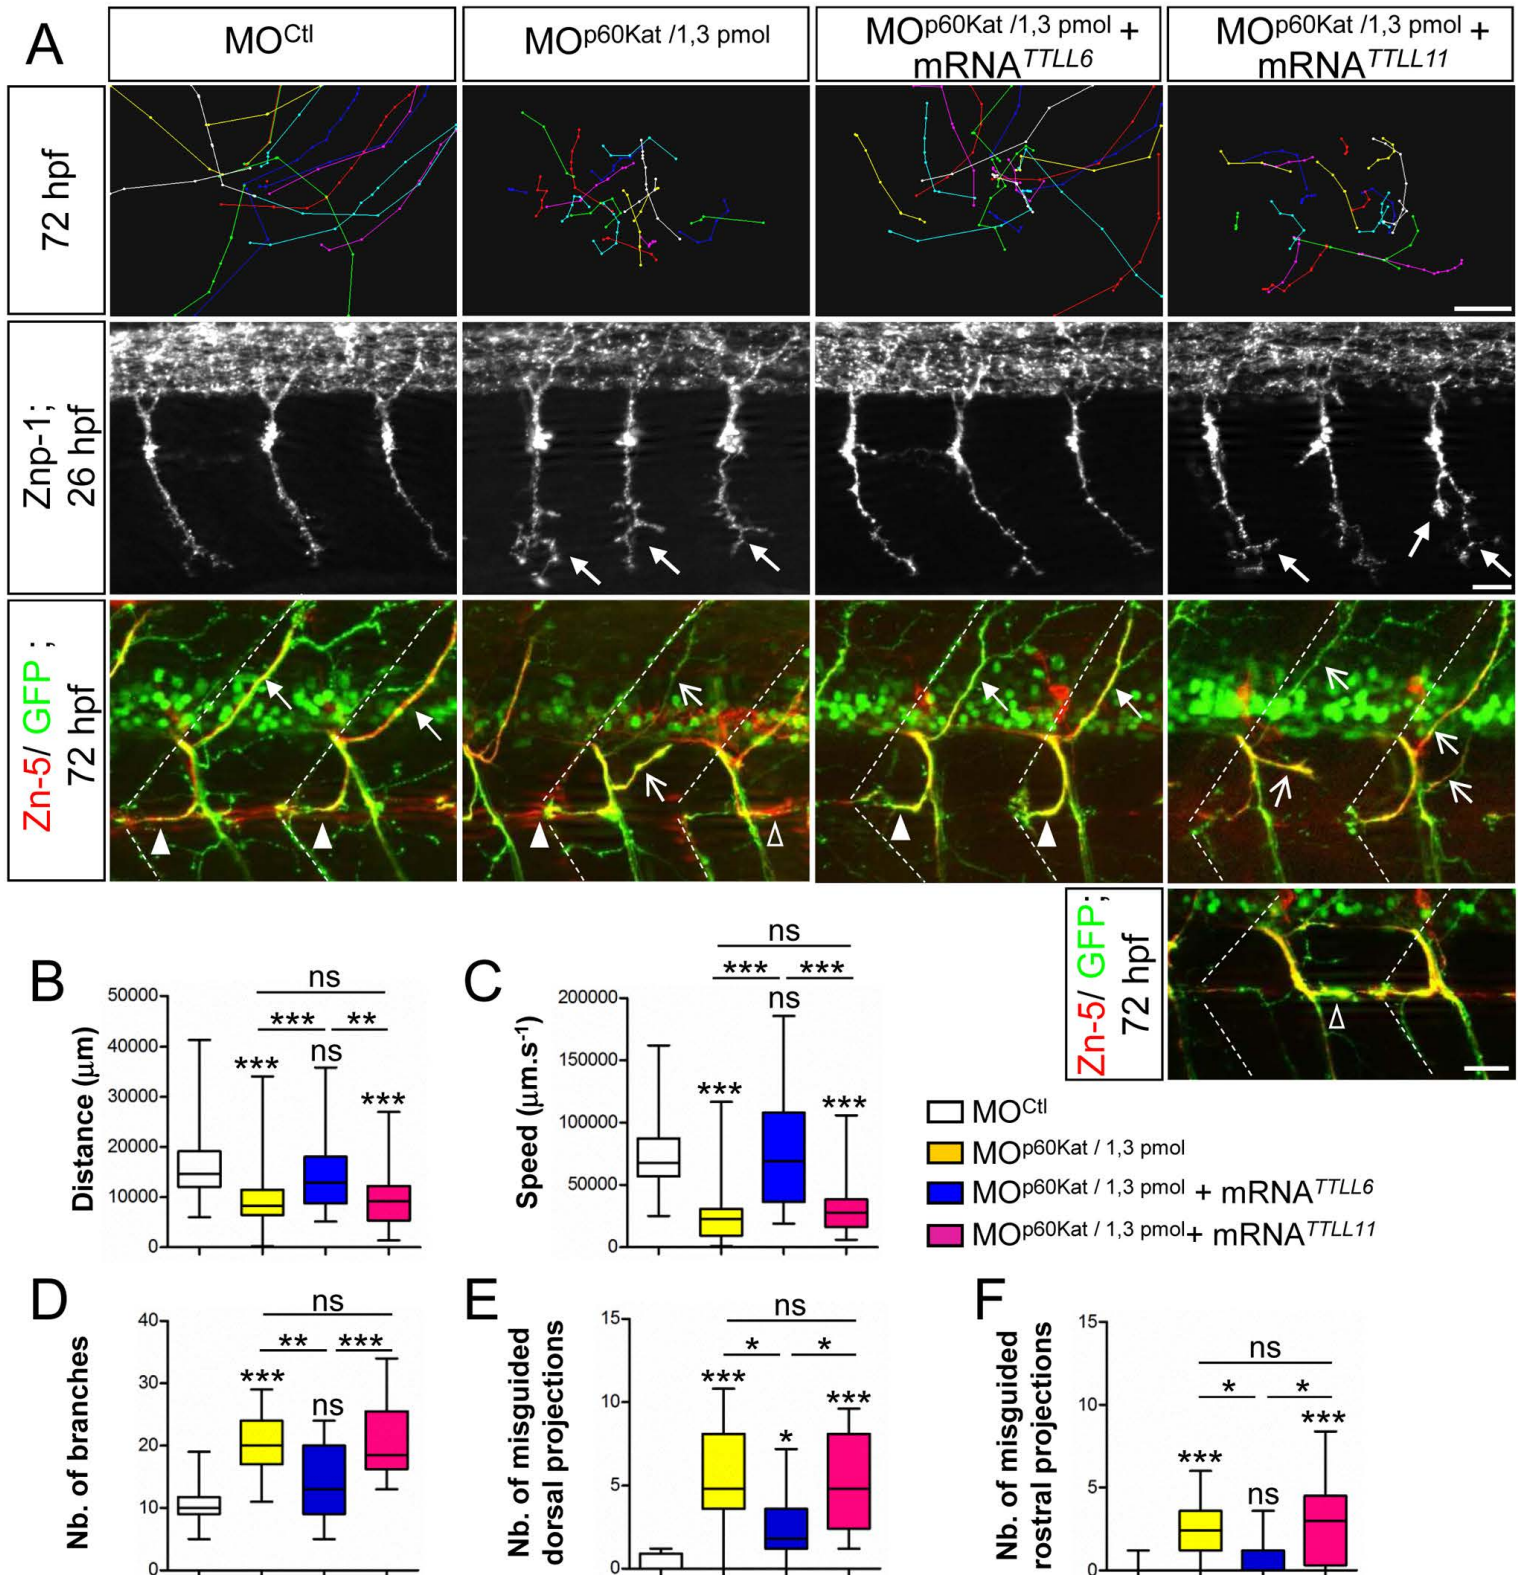 A
MOCtl
MOp60Kat /1,3 pmol
MOp60Kat /1,3 pmol +
mRNATTLL6
MOp60Kat /1,3 pmol +
mRNATTLL11
72 hpf
Znp-1;
26 hpf
Zn-5/ GFP ;
72 hpf
Zn-5/ GFP ;
72 hpf
B
Distance (µm)
50000
40000
30000
20000
10000
0
ns
*** **
*** ns ***
C
Speed (µm.s-1)
200000
150000
100000
50000
0
ns
*** ***
*** ns ***
MOCtl
MOp60Kat / 1,3 pmol
MOp60Kat / 1,3 pmol + mRNATTLL6
MOp60Kat / 1,3 pmol+ mRNATTLL11
D
Nb. of branches
40
30
20
10
0
ns
** ***
*** ns
E
Nb. of misguided
dorsal projections
15
10
5
0
ns
* *
*** * ***
F
Nb. of misguided
rostral projections
15
10
5
0
ns
* *
*** ns ***